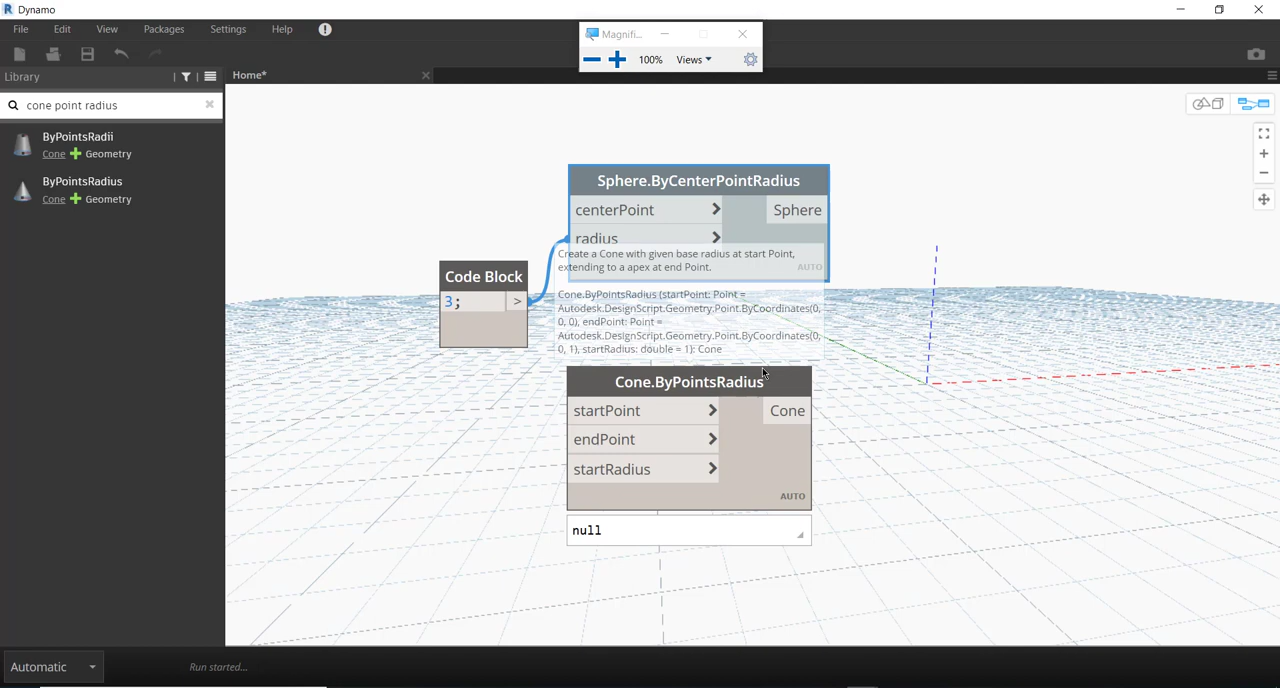 Dynamo
File Edit View Packages Settings Help
Magnifi...
100% Views
Library
Home*
cone point radius
ByPointsRadii
Cone Geometry
ByPointsRadius
Cone Geometry
Sphere.ByCenterPointRadius
centerPoint > Sphere
radius >
AUTO
Code Block
3; >
Create a Cone with given base radius at start Point,
extending to a apex at end Point.
Cone.ByPointsRadius (startPoint: Point =
Autodesk.DesignScript.Geometry.Point.ByCoordinates(0,
0, 0), endPoint: Point =
Autodesk.DesignScript.Geometry.Point.ByCoordinates(0,
0, 1), startRadius: double = 1): Cone
Cone.ByPointsRadius
startPoint > Cone
endPoint >
startRadius >
AUTO
null
Automatic
Run started...